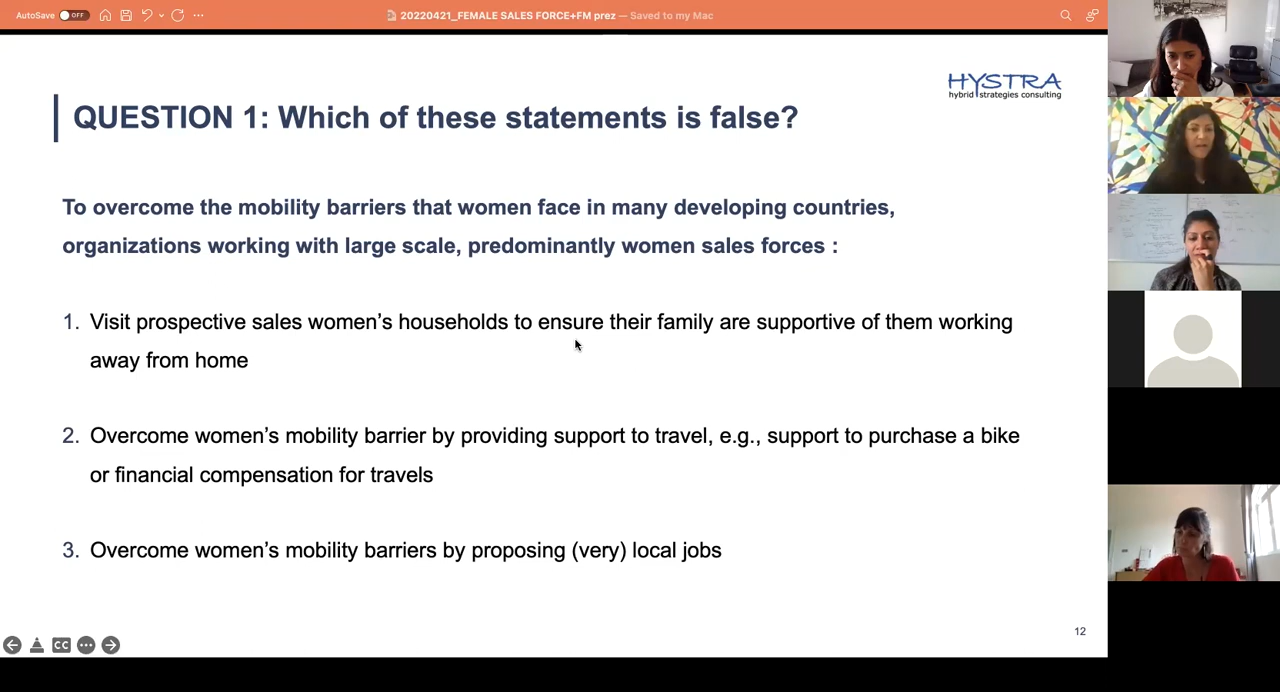 AutoSave OFF
20220421_FEMALE SALES FORCE+FM prez — Saved to my Mac
HYSTRA
hybrid strategies consulting
QUESTION 1: Which of these statements is false?
To overcome the mobility barriers that women face in many developing countries,
organizations working with large scale, predominantly women sales forces :
1. Visit prospective sales women’s households to ensure their family are supportive of them working
away from home
2. Overcome women’s mobility barrier by providing support to travel, e.g., support to purchase a bike
or financial compensation for travels
3. Overcome women’s mobility barriers by proposing (very) local jobs
12
CC